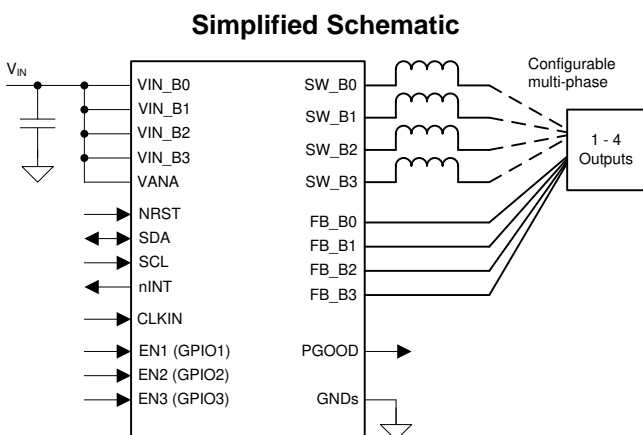 Simplified Schematic
VIN
VIN_B0
VIN_B1
VIN_B2
VIN_B3
VANA
NRST
SDA
SCL
nINT
CLKIN
EN1 (GPIO1)
EN2 (GPIO2)
EN3 (GPIO3)
SW_B0
SW_B1
SW_B2
SW_B3
FB_B0
FB_B1
FB_B2
FB_B3
PGOOD
GNDs
Configurable
multi-phase
1 - 4
Outputs